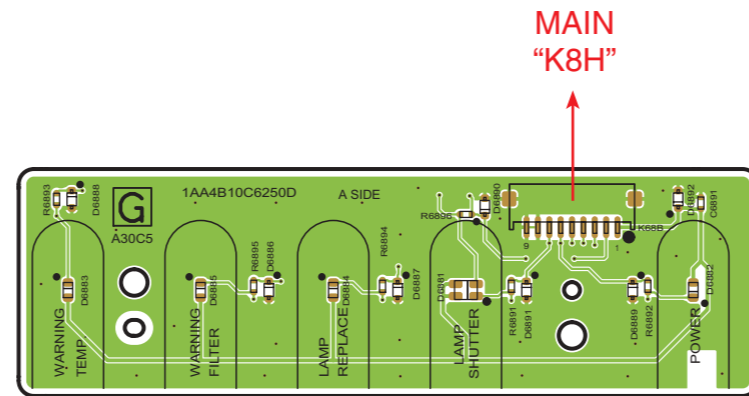 MAIN
“K8H”
R6893
D6888
G
A30C5
1AA4B10C6250D
A SIDE
R6896
D6890
D6892
C6891
K68B
9
1
D6883
R6895
D6886
D6885
R6894
D6887
D6884
D6881
R6891
D6891
D6889
R6892
D6882
WARNING
TEMP
WARNING
FILTER
LAMP
REPLACE
LAMP
SHUTTER
POWER